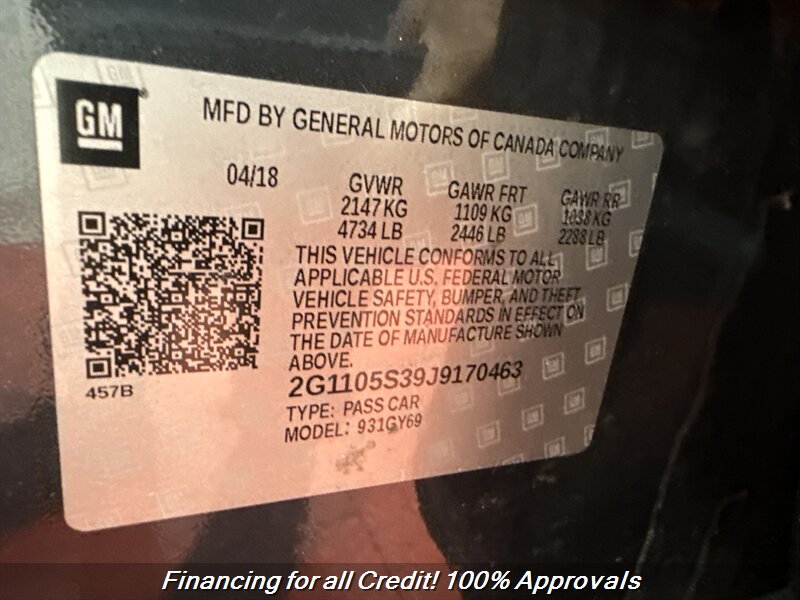 GM
MFD BY GENERAL MOTORS OF CANADA COMPANY
04/18
GVWR GAWR FRT GAWR RR
2147 KG 1109 KG 1038 KG
4734 LB 2446 LB 2288 LB
THIS VEHICLE CONFORMS TO ALL
APPLICABLE U.S. FEDERAL MOTOR
VEHICLE SAFETY, BUMPER, AND THEFT
PREVENTION STANDARDS IN EFFECT ON
THE DATE OF MANUFACTURE SHOWN
ABOVE.
457B
2G1105S39J9170463
TYPE: PASS CAR
MODEL: 931GY69
Financing for all Credit! 100% Approvals